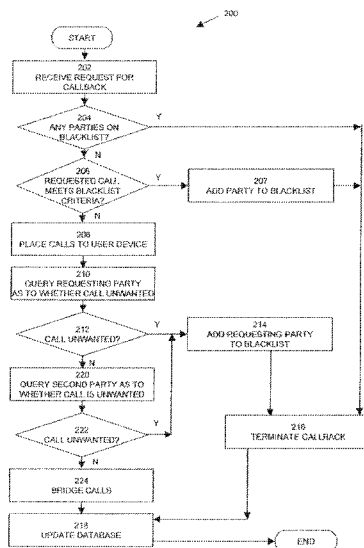 200
START
202
RECEIVE REQUEST FOR
CALLBACK
204
ANY PARTIES ON
BLACKLIST?
Y
N
206
REQUESTED CALL
MEETS BLACKLIST
CRITERIA?
Y
207
ADD PARTY TO BLACKLIST
N
208
PLACE CALLS TO USER DEVICE
210
QUERY REQUESTING PARTY
AS TO WHETHER CALL UNWANTED
212
CALL UNWANTED?
Y
214
ADD REQUESTING PARTY
TO BLACKLIST
N
220
QUERY SECOND PARTY AS TO
WHETHER CALL IS UNWANTED
222
CALL UNWANTED?
Y
216
TERMINATE CALLBACK
N
224
BRIDGE CALLS
218
UPDATE DATABASE
END